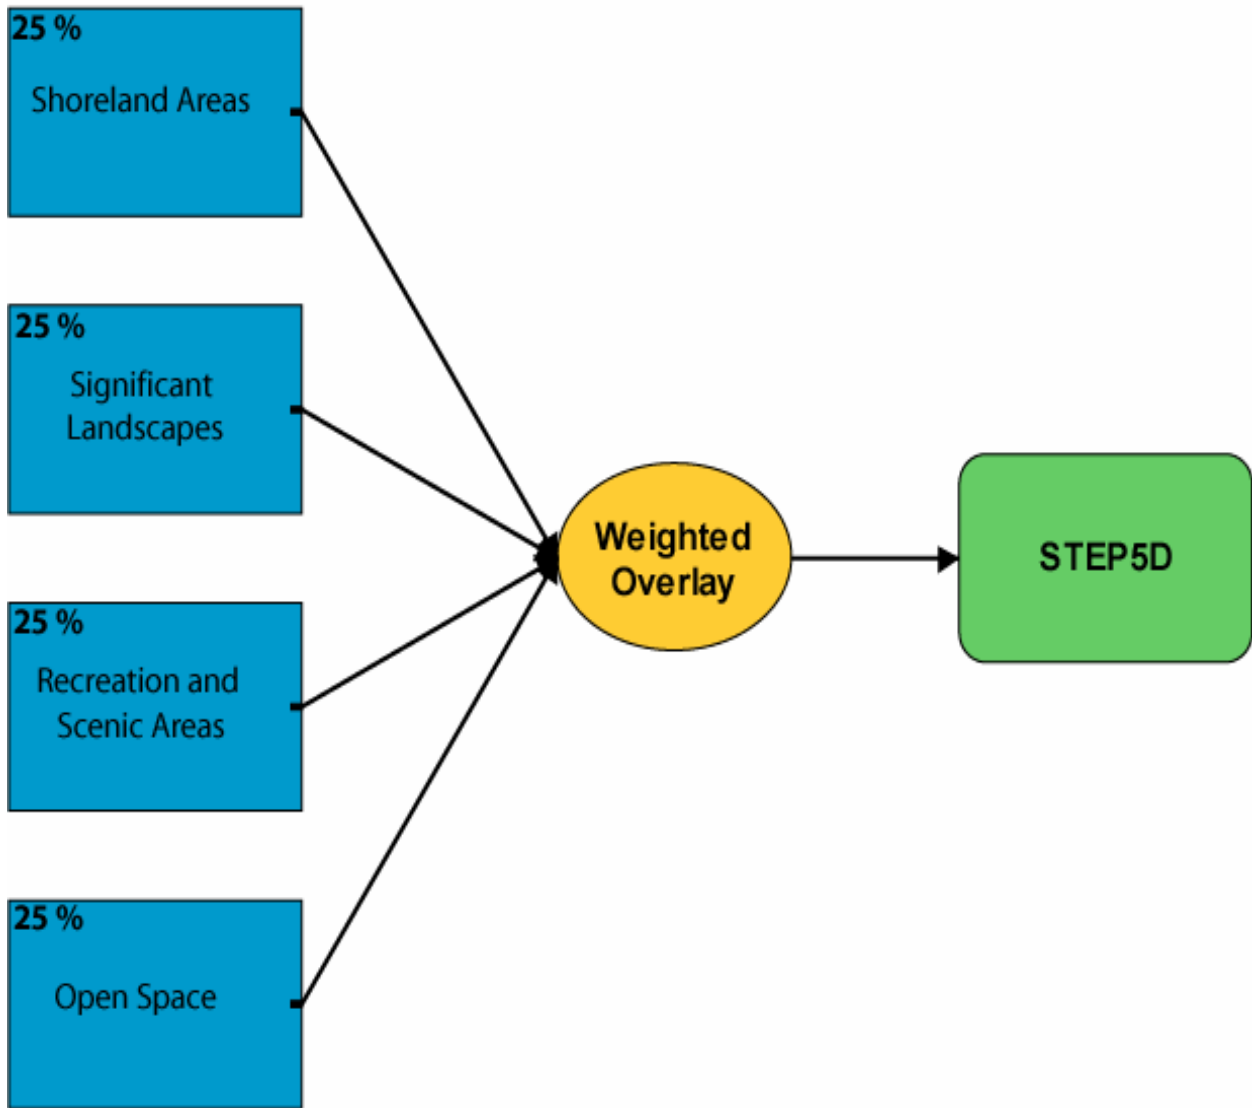 25 %
Shoreland Areas
25 %
Significant
Landscapes
25 %
Recreation and
Scenic Areas
25 %
Open Space
Weighted
Overlay
STEP5D